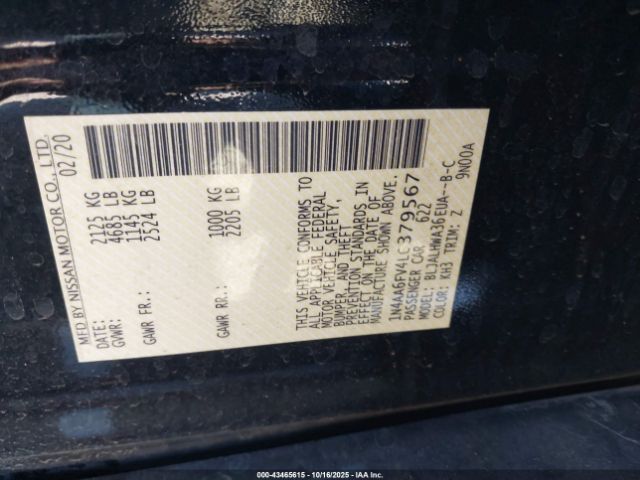 MFD BY NISSAN MOTOR CO., LTD.
DATE: 02/20
GVWR: 2125 KG
4685 LB
GAWR FR.: 1145 KG
2524 LB
GAWR RR.: 1000 KG
2205 LB
THIS VEHICLE CONFORMS TO
ALL APPLICABLE FEDERAL
MOTOR VEHICLE SAFETY,
BUMPER, AND THEFT
PREVENTION STANDARDS IN
EFFECT ON THE DATE OF
MANUFACTURE SHOWN ABOVE.
1N4AA6FV4LC379567
PASSENGER CAR 622
MODEL: BLJALHWA36EUA--B-C
COLOR: KH3 TRIM: Z 9N00A
000-43465615 - 10/16/2025 - © IAA Inc.